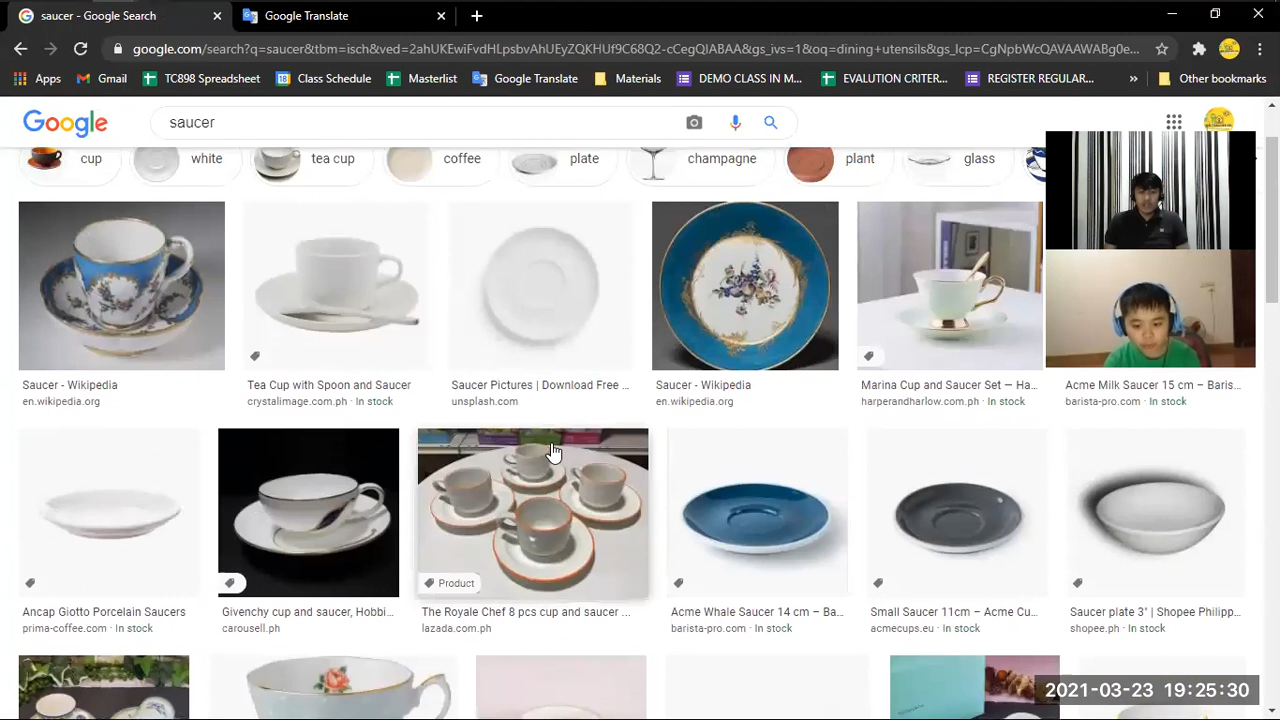 saucer - Google Search
Google Translate
google.com/search?q=saucer&tbm=isch&ved=2ahUKEwiFvdHLpsbvAhUEyZQKHUf9C68Q2-cCegQIABAA&gs_ivs=1&oq=dining+utensils&gs_lcp=CgNpbWcQAVAAWABg0e...
Apps
Gmail
TC898 Spreadsheet
Class Schedule
Masterlist
Google Translate
Materials
DEMO CLASS IN M...
EVALUTION CRITER...
REGISTER REGULAR...
Other bookmarks
Google
saucer
cup
white
tea cup
coffee
plate
champagne
plant
glass
Saucer - Wikipedia
en.wikipedia.org
Tea Cup with Spoon and Saucer
crystalimage.com.ph · In stock
Saucer Pictures | Download Free ...
unsplash.com
Saucer - Wikipedia
en.wikipedia.org
Marina Cup and Saucer Set — Ha...
harperandharlow.com.ph · In stock
Acme Milk Saucer 15 cm – Baris...
barista-pro.com · In stock
Product
Ancap Giotto Porcelain Saucers
prima-coffee.com · In stock
Givenchy cup and saucer, Hobbi...
carousell.ph
The Royale Chef 8 pcs cup and saucer ...
lazada.com.ph
Acme Whale Saucer 14 cm – Ba...
barista-pro.com · In stock
Small Saucer 11cm – Acme Cu...
acmecups.eu · In stock
Saucer plate 3" | Shopee Philipp...
shopee.ph · In stock
2021-03-23 19:25:30